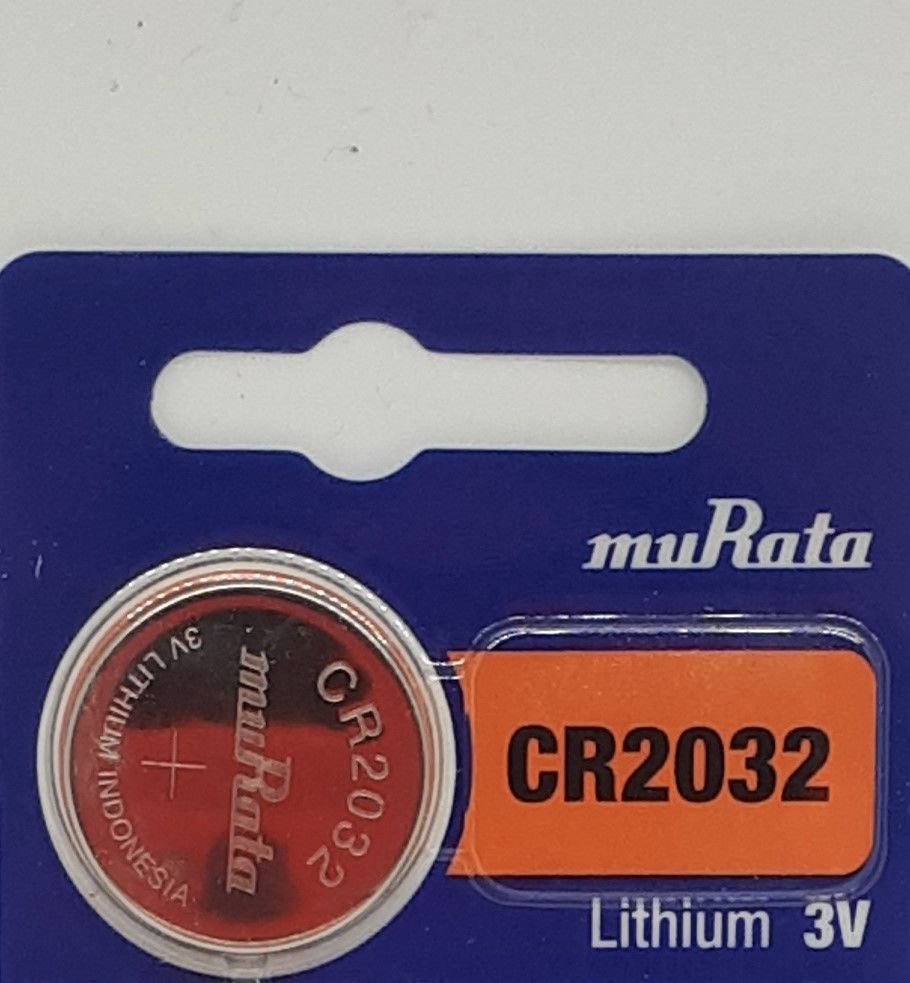 muRata
CR2032
Lithium 3V
CR2032
muRata
3V LITHIUM INDONESIA
+